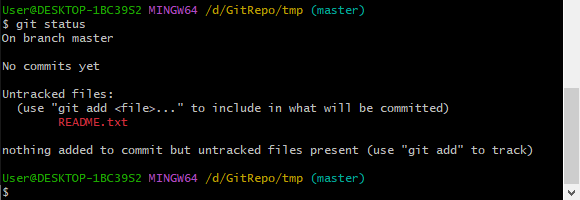 User@DESKTOP-1BC39S2 MINGW64 /d/GitRepo/tmp (master)
$ git status
On branch master
No commits yet
Untracked files:
  (use "git add <file>..." to include in what will be committed)
        README.txt
nothing added to commit but untracked files present (use "git add" to track)
User@DESKTOP-1BC39S2 MINGW64 /d/GitRepo/tmp (master)
$